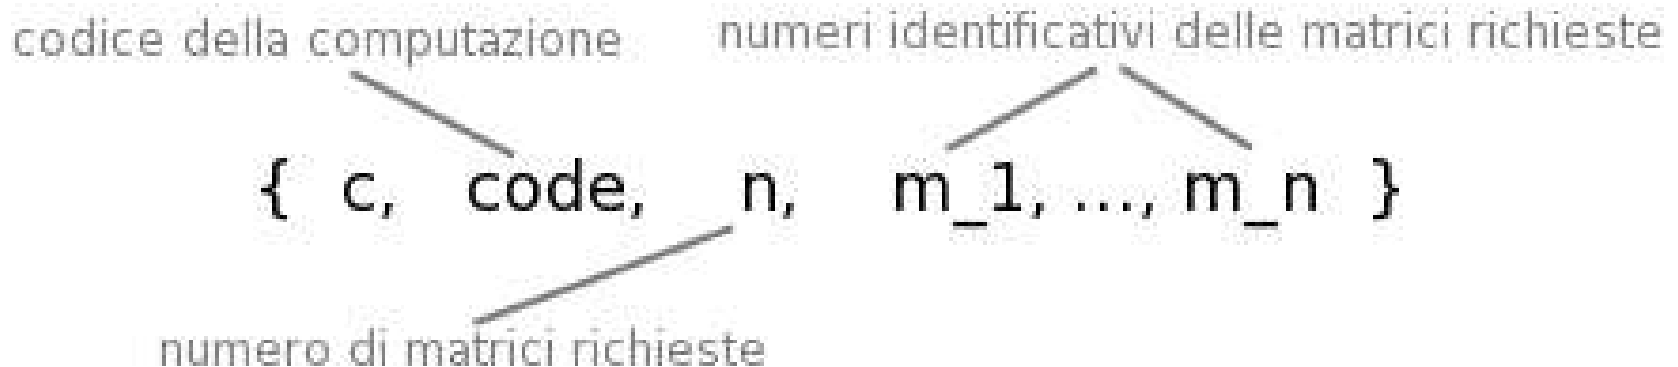 codice della computazione
numeri identificativi delle matrici richieste
{ c, code, n, m_1, ..., m_n }
numero di matrici richieste